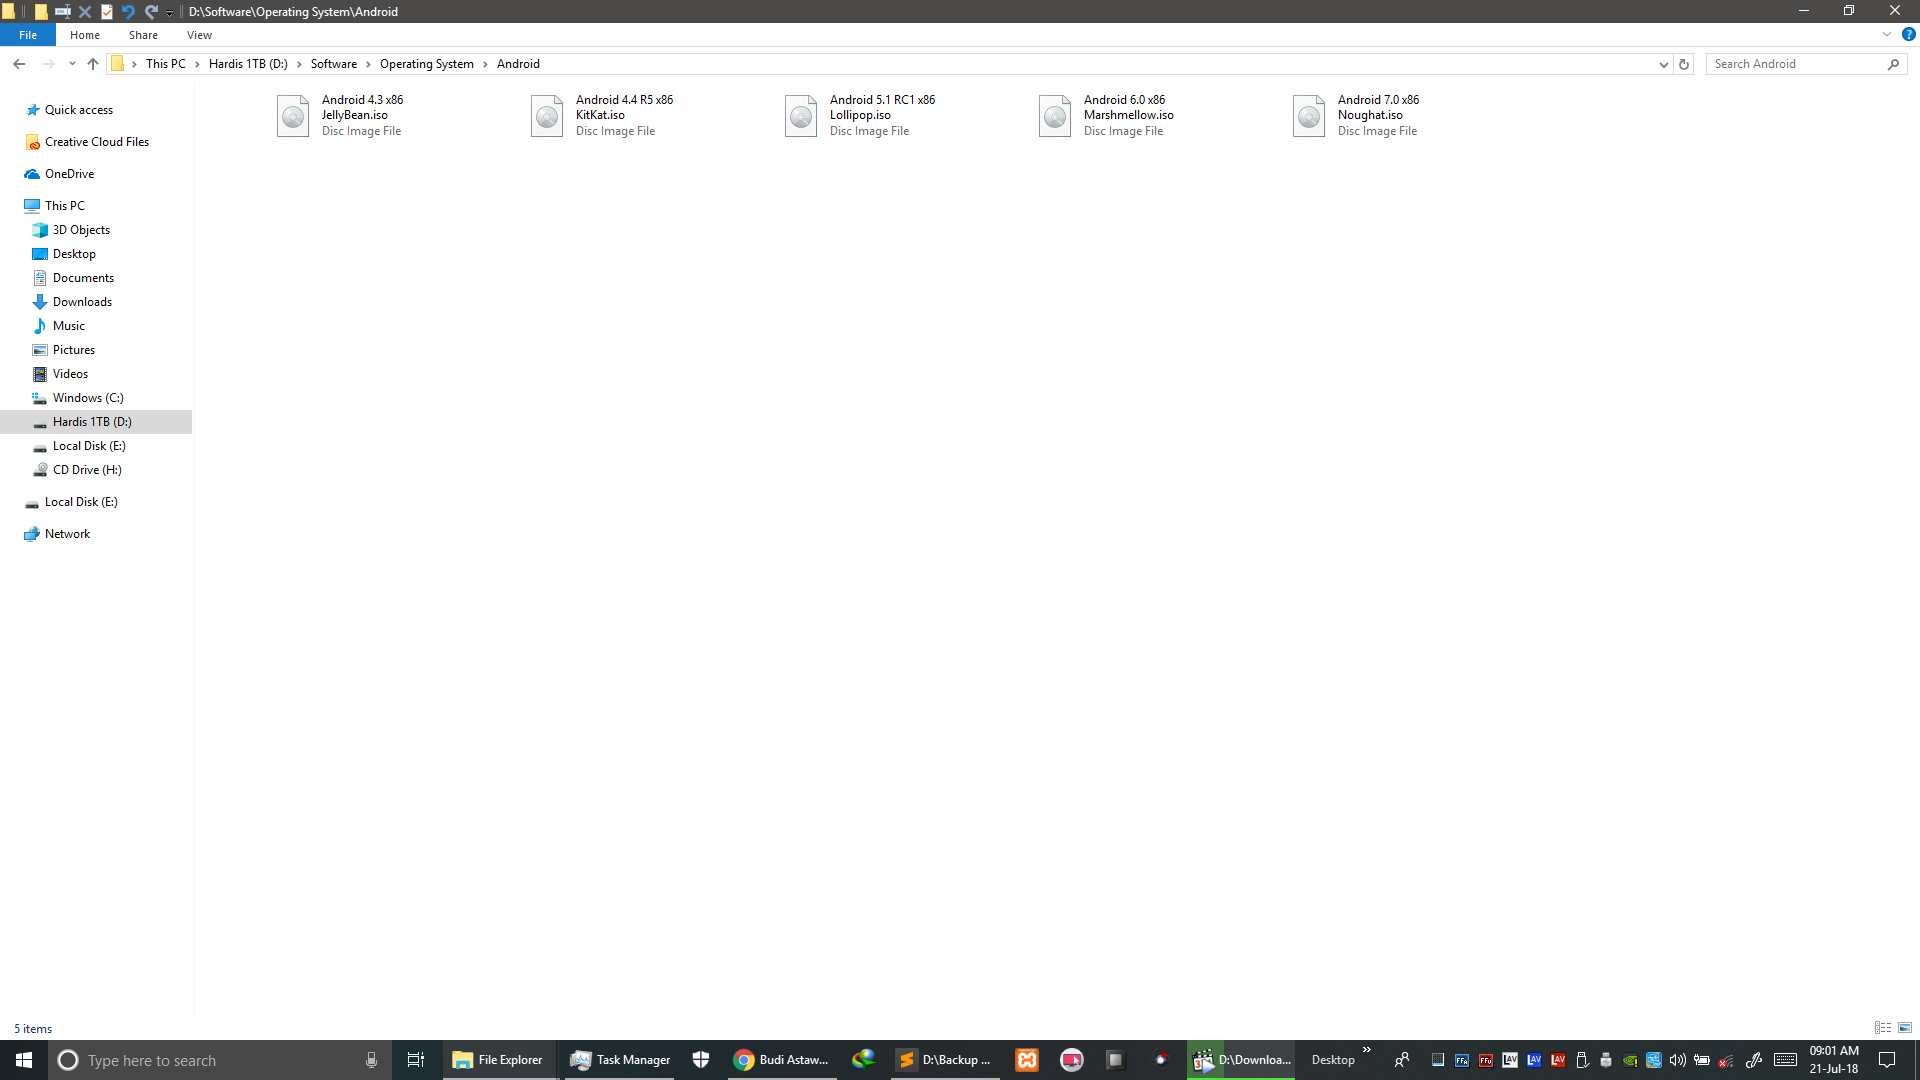 D:\Software\Operating System\Android
File
Home
Share
View
This PC
Hardis 1TB (D:)
Software
Operating System
Android
Search Android
Quick access
Creative Cloud Files
OneDrive
This PC
3D Objects
Desktop
Documents
Downloads
Music
Pictures
Videos
Windows (C:)
Hardis 1TB (D:)
Local Disk (E:)
CD Drive (H:)
Local Disk (E:)
Network
Android 4.3 x86
JellyBean.iso
Disc Image File
Android 4.4 R5 x86
KitKat.iso
Disc Image File
Android 5.1 RC1 x86
Lollipop.iso
Disc Image File
Android 6.0 x86
Marshmellow.iso
Disc Image File
Android 7.0 x86
Noughat.iso
Disc Image File
5 items
Type here to search
File Explorer
Task Manager
Budi Astaw...
D:\Backup ...
D:\Downloa...
Desktop
FFa
FFv
LAV
LAV
LAV
09:01 AM
21-Jul-18